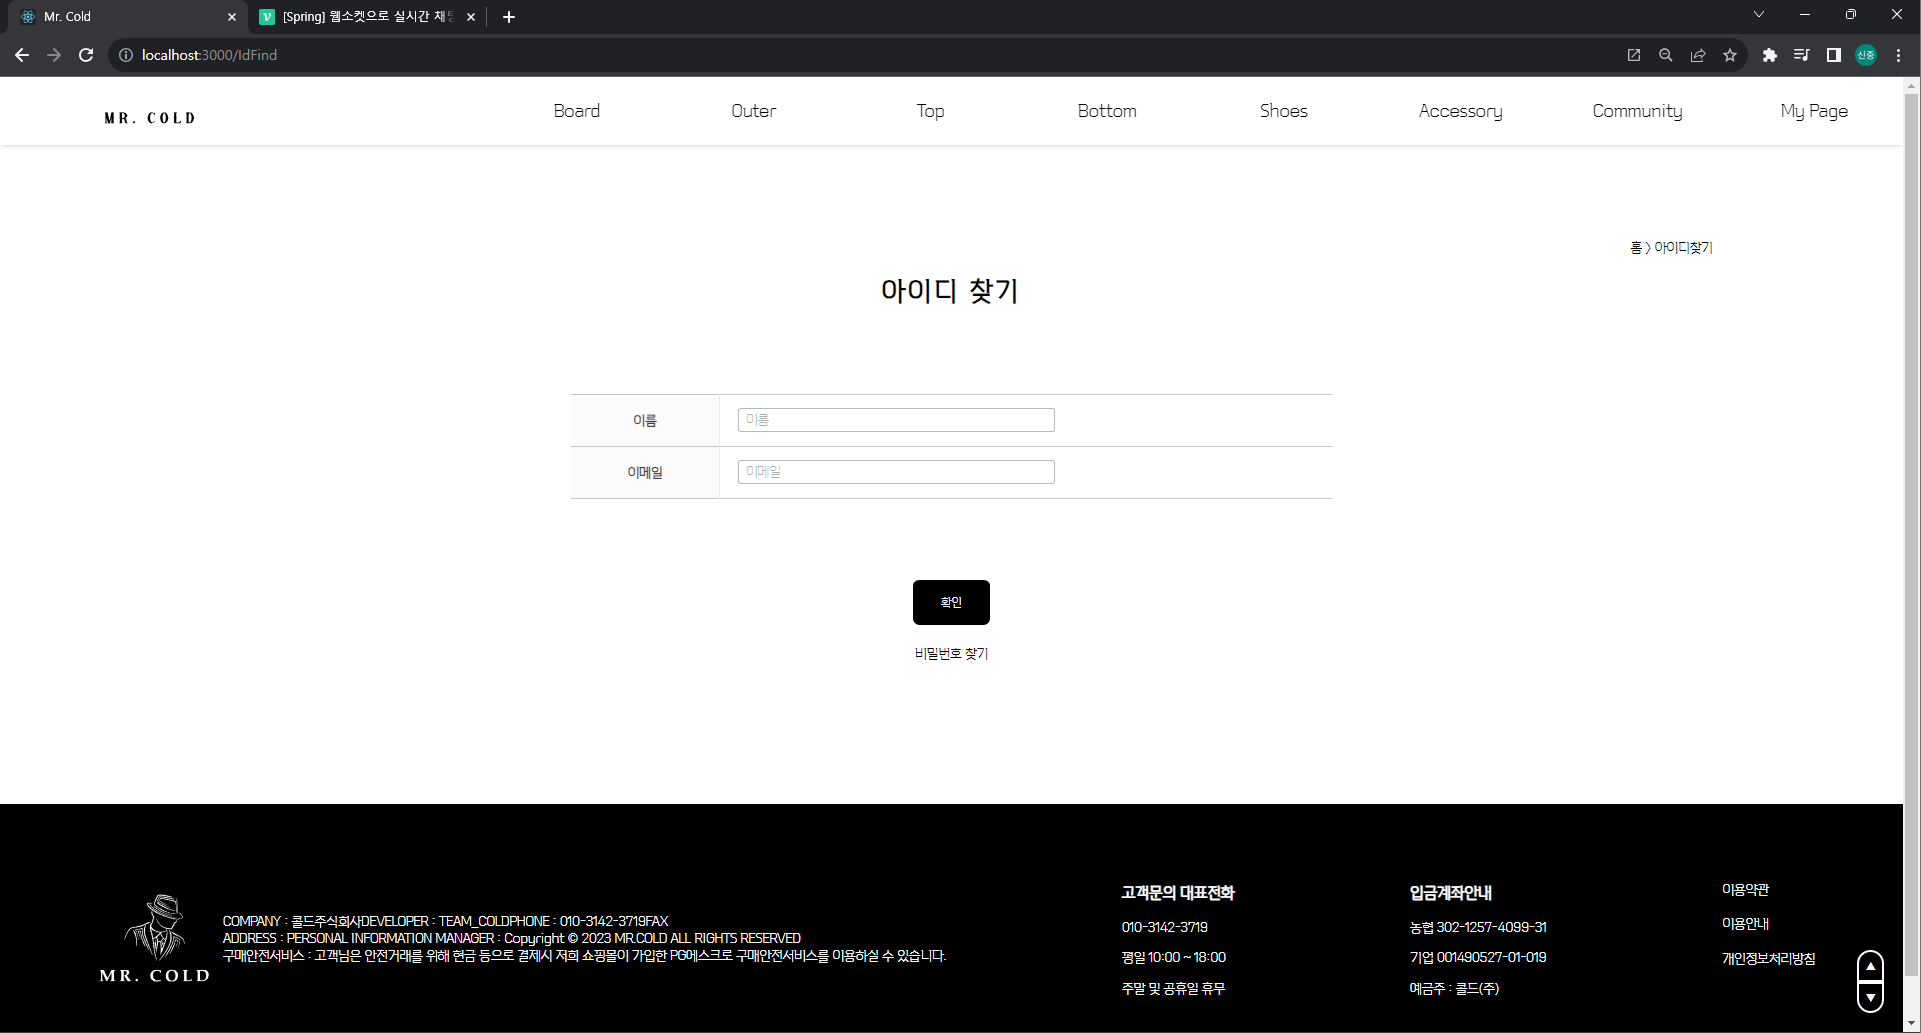 Mr. Cold
[Spring] 웹소켓으로 실시간 채팅
localhost:3000/IdFind
신중
MR. COLD
Board
Outer
Top
Bottom
Shoes
Accessory
Community
My Page
홈 > 아이디찾기
아이디 찾기
이름
이름
이메일
이메일
확인
비밀번호 찾기
MR. COLD
COMPANY : 콜드주식회사DEVELOPER : TEAM_COLDPHONE : 010-3142-3719FAX
ADDRESS : PERSONAL INFORMATION MANAGER : Copyright © 2023 MR.COLD ALL RIGHTS RESERVED
구매안전서비스 : 고객님은 안전거래를 위해 현금 등으로 결제시 저희 쇼핑몰이 가입한 PG에스크로 구매안전서비스를 이용하실 수 있습니다.
고객문의 대표전화
010-3142-3719
평일 10:00 ~ 18:00
주말 및 공휴일 휴무
입금계좌안내
농협 302-1257-4099-31
기업 001490527-01-019
예금주 : 콜드(주)
이용약관
이용안내
개인정보처리방침